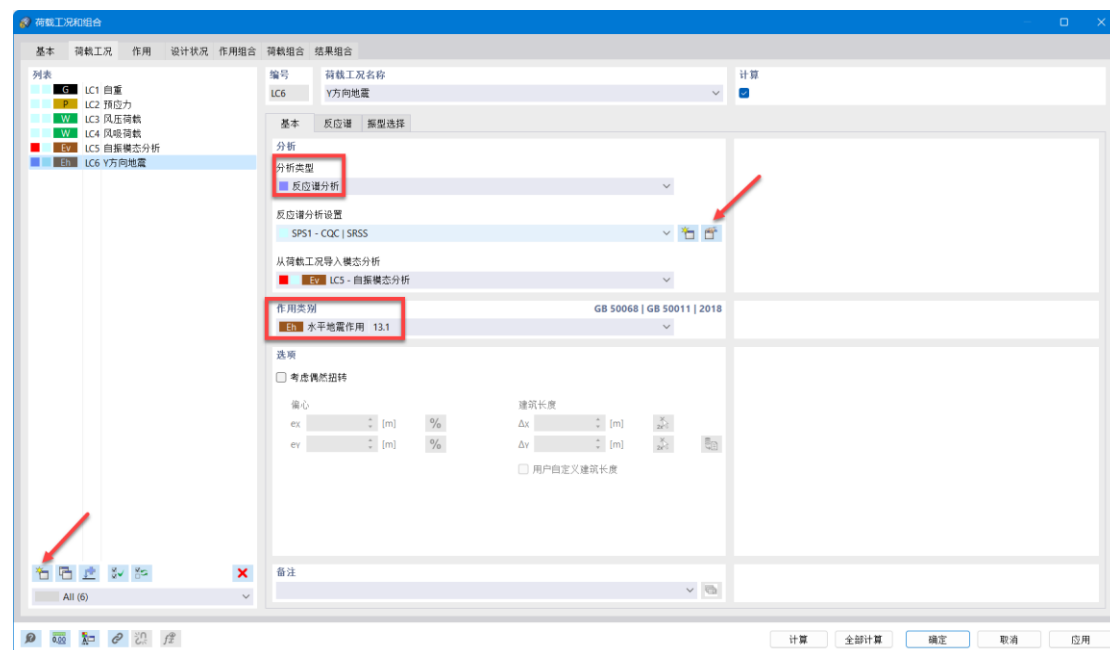 荷载工况和组合
基本 荷载工况 作用 设计状况 作用组合 荷载组合 结果组合
列表
G LC1 自重
P LC2 预应力
W LC3 风压荷载
W LC4 风吸荷载
Ev LC5 自振模态分析
Eh LC6 Y方向地震
All (6)
编号 荷载工况名称
LC6 Y方向地震
计算
基本 反应谱 振型选择
分析
分析类型
反应谱分析
反应谱分析设置
SPS1 - CQC | SRSS
从荷载工况导入模态分析
Ev LC5 - 自振模态分析
作用类别 GB 50068 | GB 50011 | 2018
Eh 水平地震作用 13.1
选项
考虑偶然扭转
偏心 建筑长度
ex [m] % Δx [m]
ey [m] % Δy [m]
用户自定义建筑长度
备注
计算 全部计算 确定 取消 应用